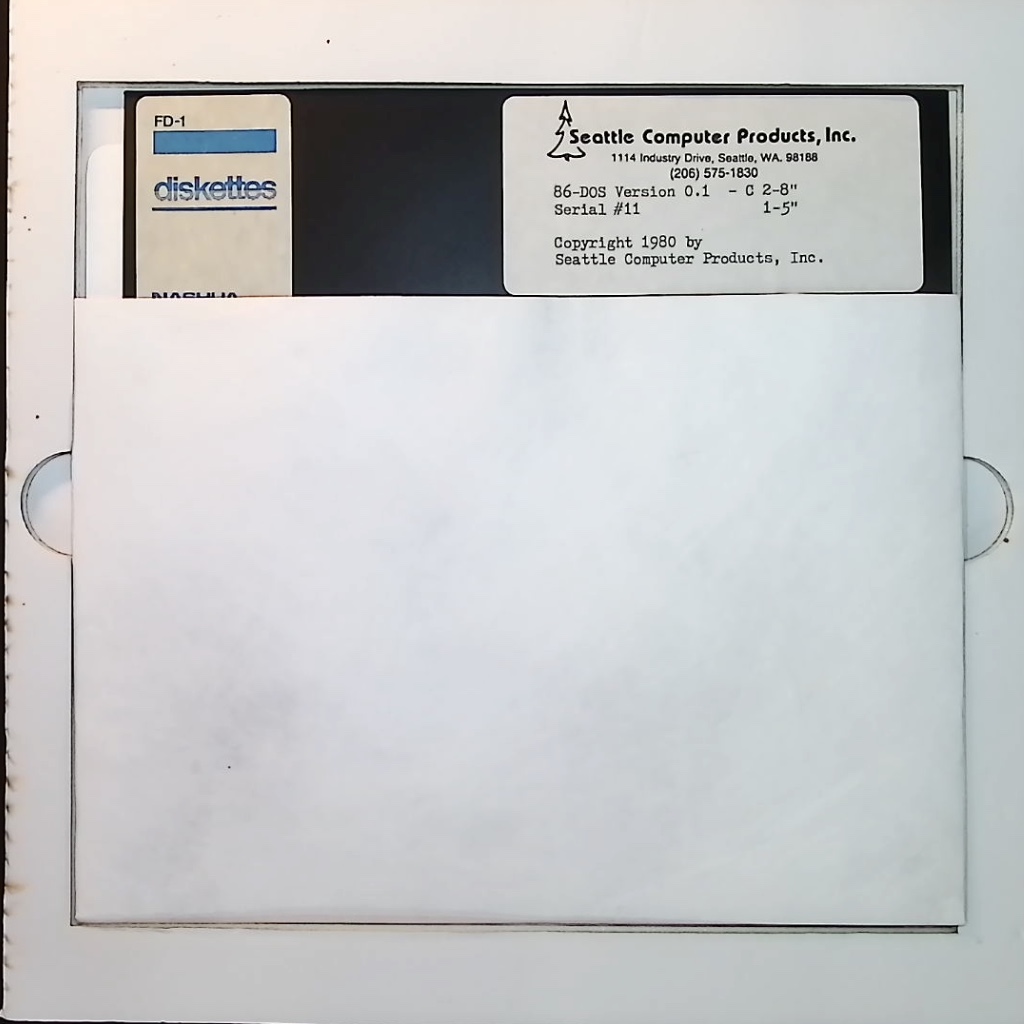 FD-1
diskettes
NASHUA
Seattle Computer Products, Inc.
1114 Industry Drive, Seattle, WA. 98188
(206) 575-1830
86-DOS Version 0.1 - C 2-8"
Serial #11 1-5"
Copyright 1980 by
Seattle Computer Products, Inc.